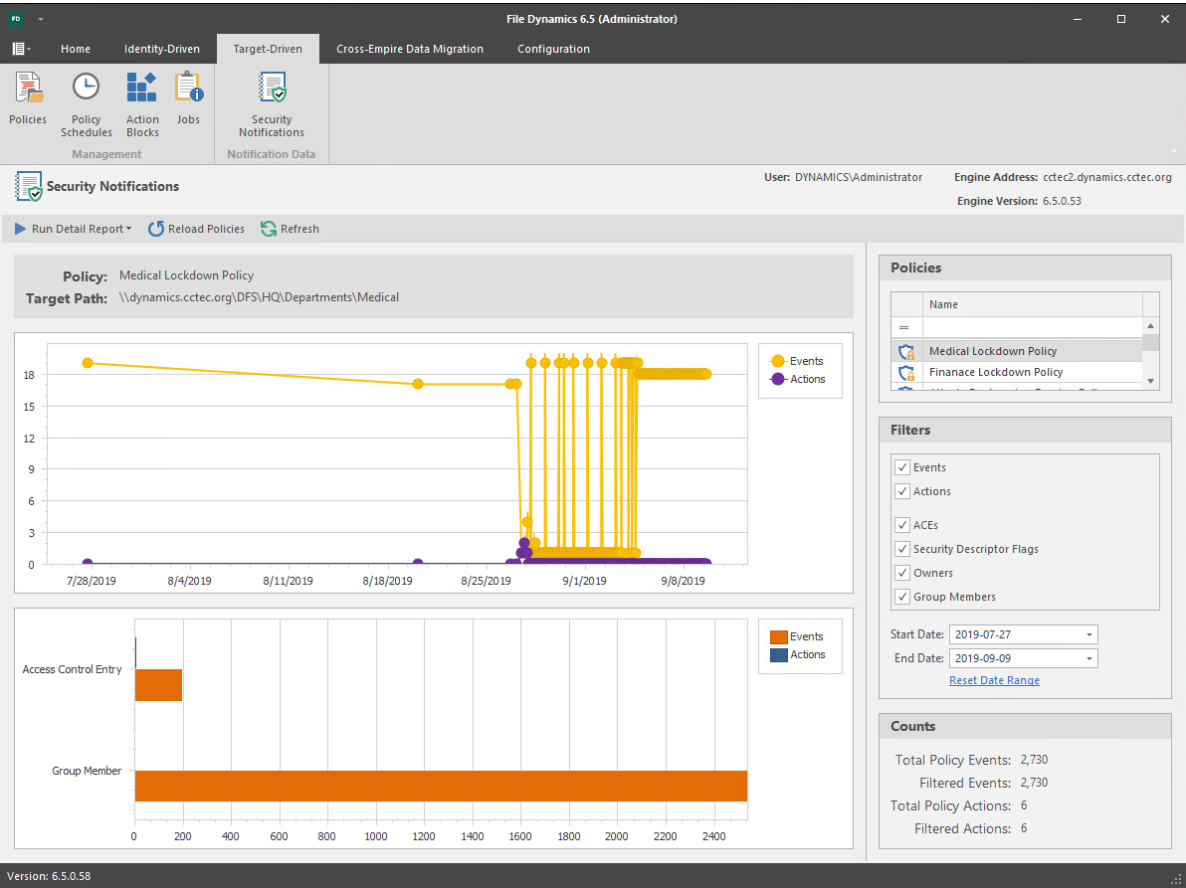 FD
File Dynamics 6.5 (Administrator)
Home Identity-Driven Target-Driven Cross-Empire Data Migration Configuration
Policies
Policy Schedules
Action Blocks
Jobs
Security Notifications
Management
Notification Data
Security Notifications
User: DYNAMICS\Administrator
Engine Address: cctec2.dynamics.cctec.org
Engine Version: 6.5.0.53
Run Detail Report Reload Policies Refresh
Policy: Medical Lockdown Policy
Target Path: \\dynamics.cctec.org\DFS\HQ\Departments\Medical
18
15
12
9
6
3
0
7/28/2019 8/4/2019 8/11/2019 8/18/2019 8/25/2019 9/1/2019 9/8/2019
Events
Actions
Access Control Entry
Group Member
0 200 400 600 800 1000 1200 1400 1600 1800 2000 2200 2400
Events
Actions
Policies
Name
=
Medical Lockdown Policy
Finanace Lockdown Policy
Filters
Events
Actions
ACEs
Security Descriptor Flags
Owners
Group Members
Start Date: 2019-07-27
End Date: 2019-09-09
Reset Date Range
Counts
Total Policy Events: 2,730
Filtered Events: 2,730
Total Policy Actions: 6
Filtered Actions: 6
Version: 6.5.0.58